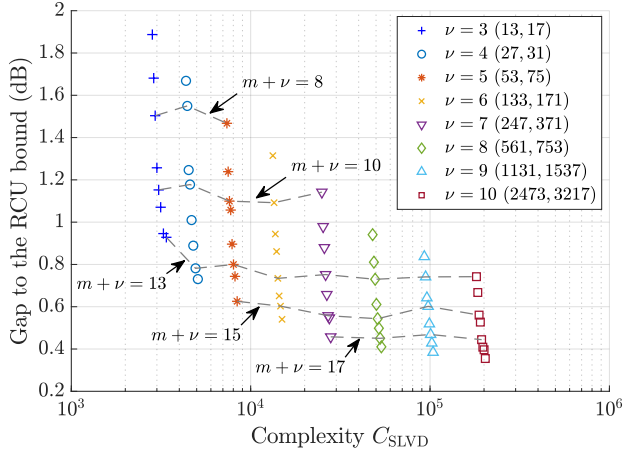 Gap to the RCU bound (dB)
2
1.8
1.6
1.4
1.2
1
0.8
0.6
0.4
0.2
10^3
10^4
10^5
10^6
Complexity C_SLVD
m + ν = 8
m + ν = 10
m + ν = 13
m + ν = 15
m + ν = 17
ν = 3 (13, 17)
ν = 4 (27, 31)
ν = 5 (53, 75)
ν = 6 (133, 171)
ν = 7 (247, 371)
ν = 8 (561, 753)
ν = 9 (1131, 1537)
ν = 10 (2473, 3217)